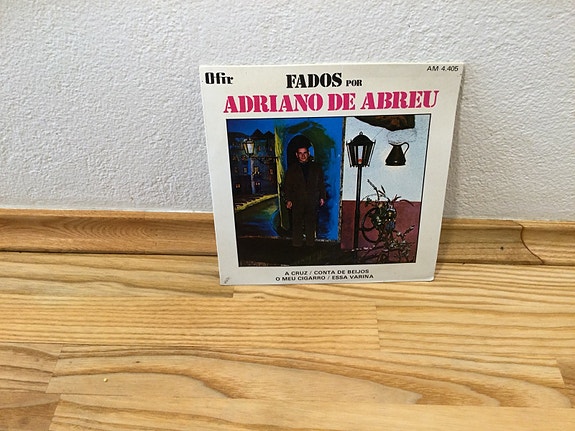 Ofir
AM 4.405
FADOS POR
ADRIANO DE ABREU
A CRUZ / CONTA DE BEIJOS
O MEU CIGARRO / ESSA VARINA